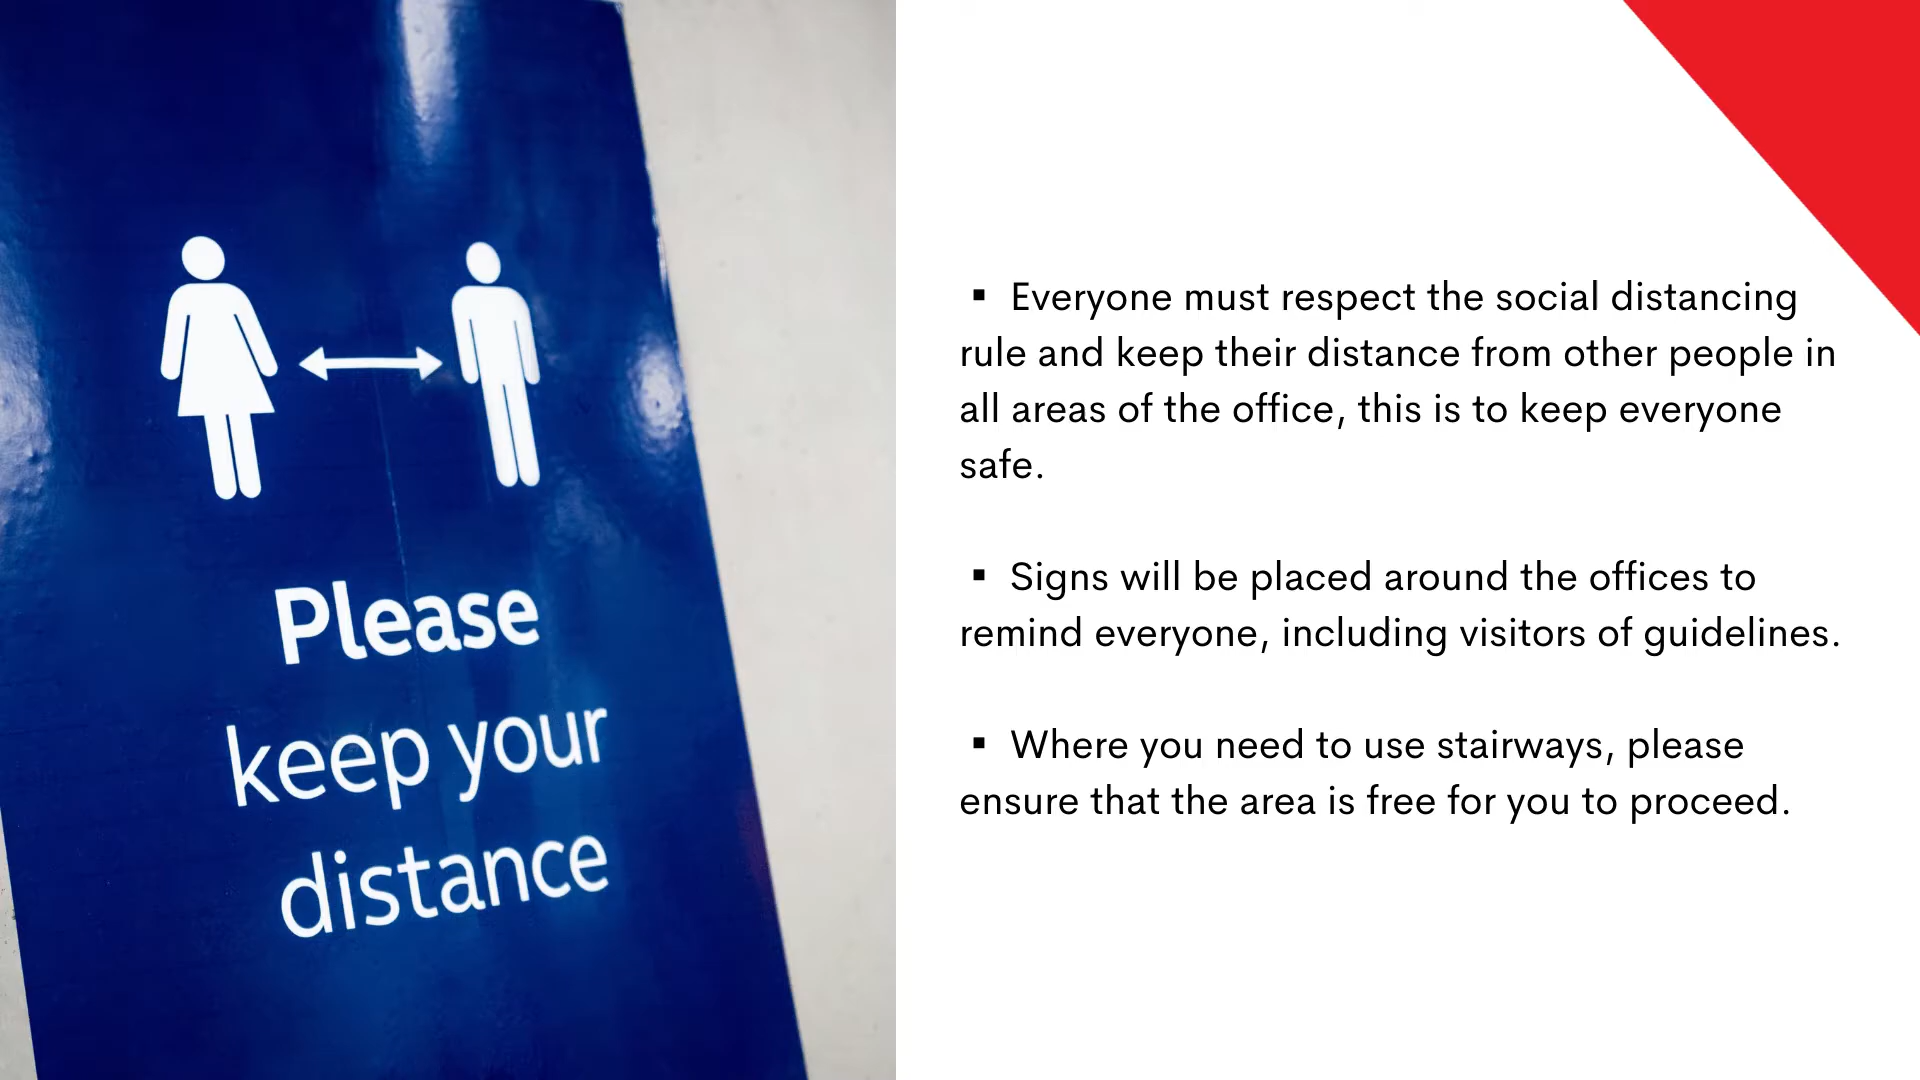 Please
keep your
distance
▪ Everyone must respect the social distancing
rule and keep their distance from other people in
all areas of the office, this is to keep everyone
safe.
▪ Signs will be placed around the offices to
remind everyone, including visitors of guidelines.
▪ Where you need to use stairways, please
ensure that the area is free for you to proceed.